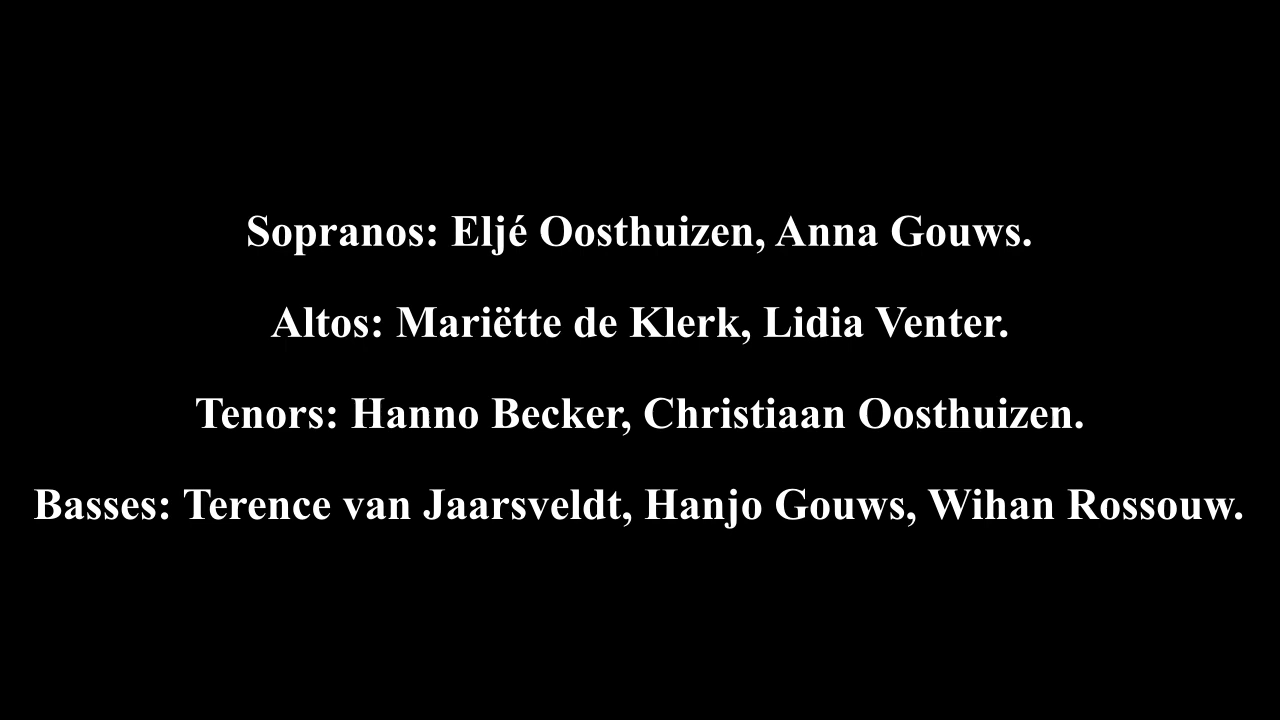 Sopranos: Eljé Oosthuizen, Anna Gouws.
Altos: Mariëtte de Klerk, Lidia Venter.
Tenors: Hanno Becker, Christiaan Oosthuizen.
Basses: Terence van Jaarsveldt, Hanjo Gouws, Wihan Rossouw.